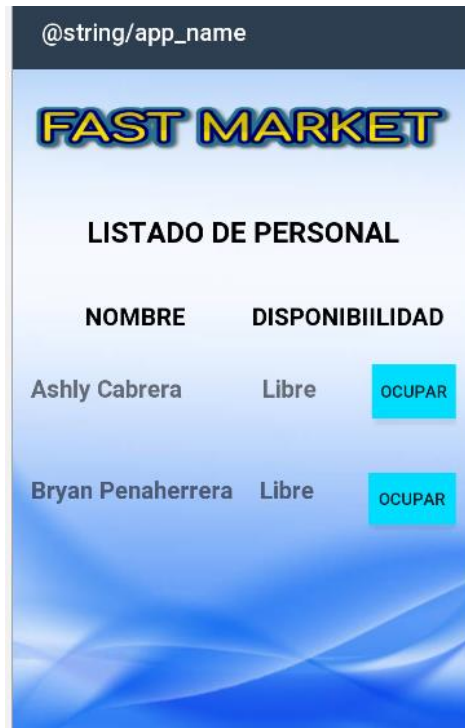 @string/app_name
FAST MARKET
LISTADO DE PERSONAL
NOMBRE DISPONIBIILIDAD
Ashly Cabrera Libre OCUPAR
Bryan Penaherrera Libre OCUPAR